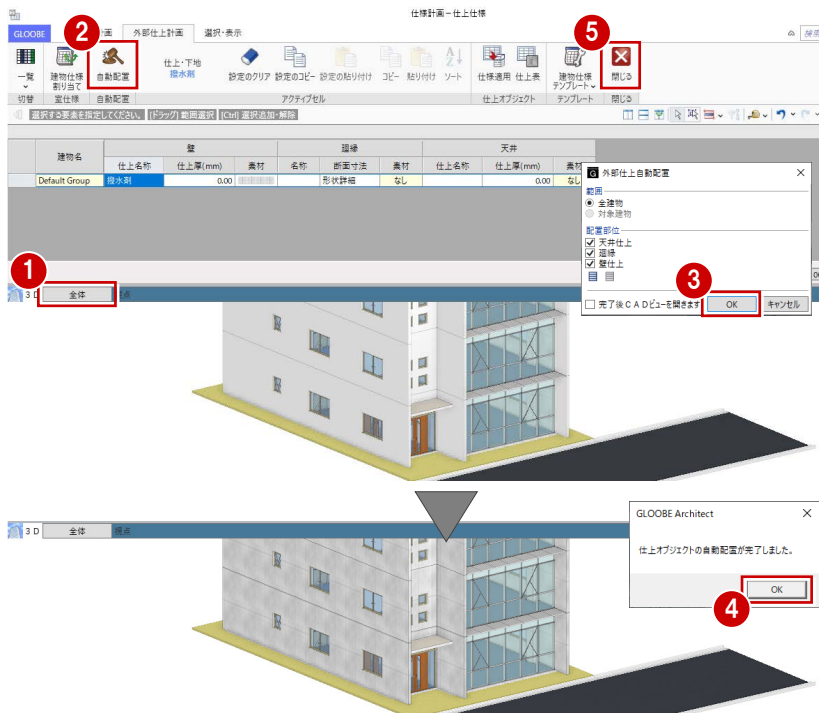 仕様計画－仕上仕様
GLOOBE
画
外部仕上計画
選択・表示
2
5
一覧
建物仕様
割り当て
自動配置
仕上・下地
撥水剤
設定のクリア
設定のコピー
設定の貼り付け
コピー
貼り付け
ソート
仕様適用
仕上表
建物仕様
テンプレート
閉じる
切替
室仕様
自動配置
アクティブセル
仕上オブジェクト
テンプレート
閉じる
選択する要素を指定してください。 [ドラッグ] 範囲選択 [Ctrl] 選択追加・解除
建物名
壁
廻縁
天井
仕上名称
仕上厚(mm)
素材
名称
断面寸法
素材
仕上名称
仕上厚(mm)
素材
Default Group
撥水剤
0.00
形状詳細
なし
0.00
なし
外部仕上自動配置
範囲
全建物
対象建物
配置部位
天井仕上
廻縁
壁仕上
3
完了後ＣＡＤビューを開きます
OK
キャンセル
1
3 D
全体
視点
3 D
全体
視点
GLOOBE Architect
仕上オブジェクトの自動配置が完了しました。
OK
4